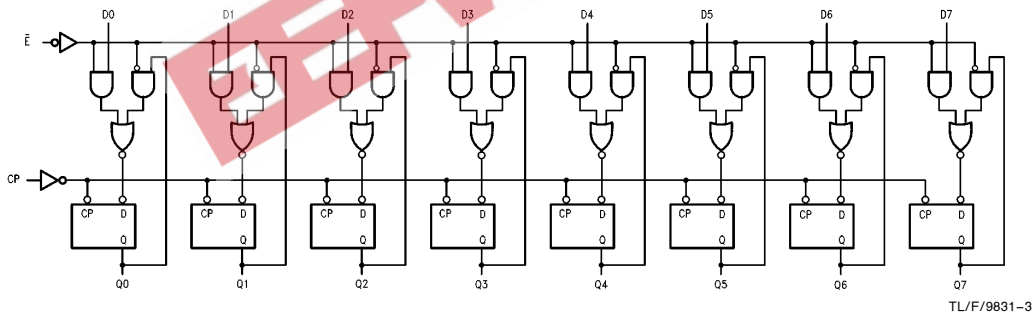 D0 D1 D2 D3 D4 D5 D6 D7
Ē
CP
CP D CP D CP D CP D CP D CP D CP D CP D
Q Q Q Q Q Q Q Q
Q0 Q1 Q2 Q3 Q4 Q5 Q6 Q7
TL/F/9831–3